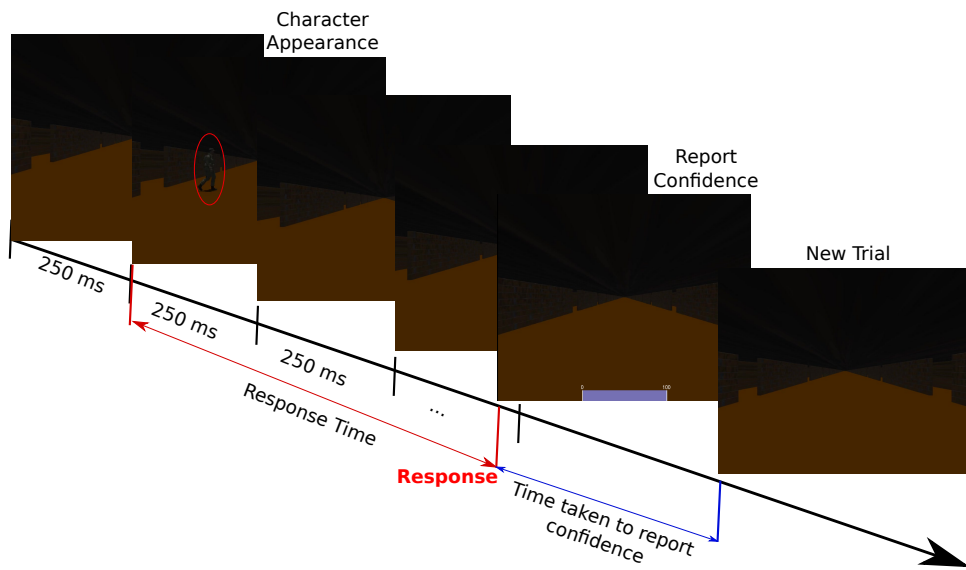 Character
Appearance
Report
Confidence
New Trial
250 ms
250 ms
250 ms
...
Response Time
Response
0
100
Time taken to report
confidence